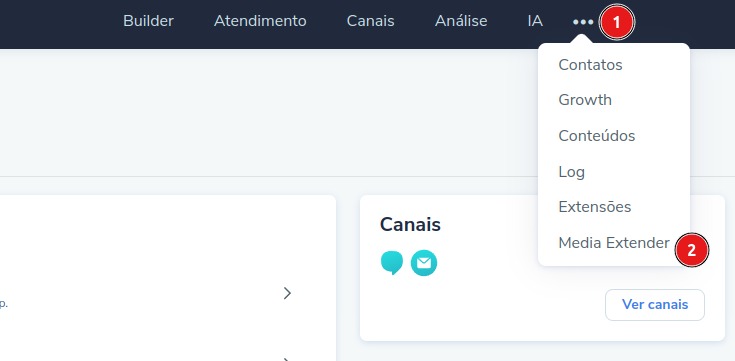 Builder Atendimento Canais Análise IA ••• 1
Contatos
Growth
Conteúdos
Log
Extensões
Media Extender 2
Canais
p.
Ver canais